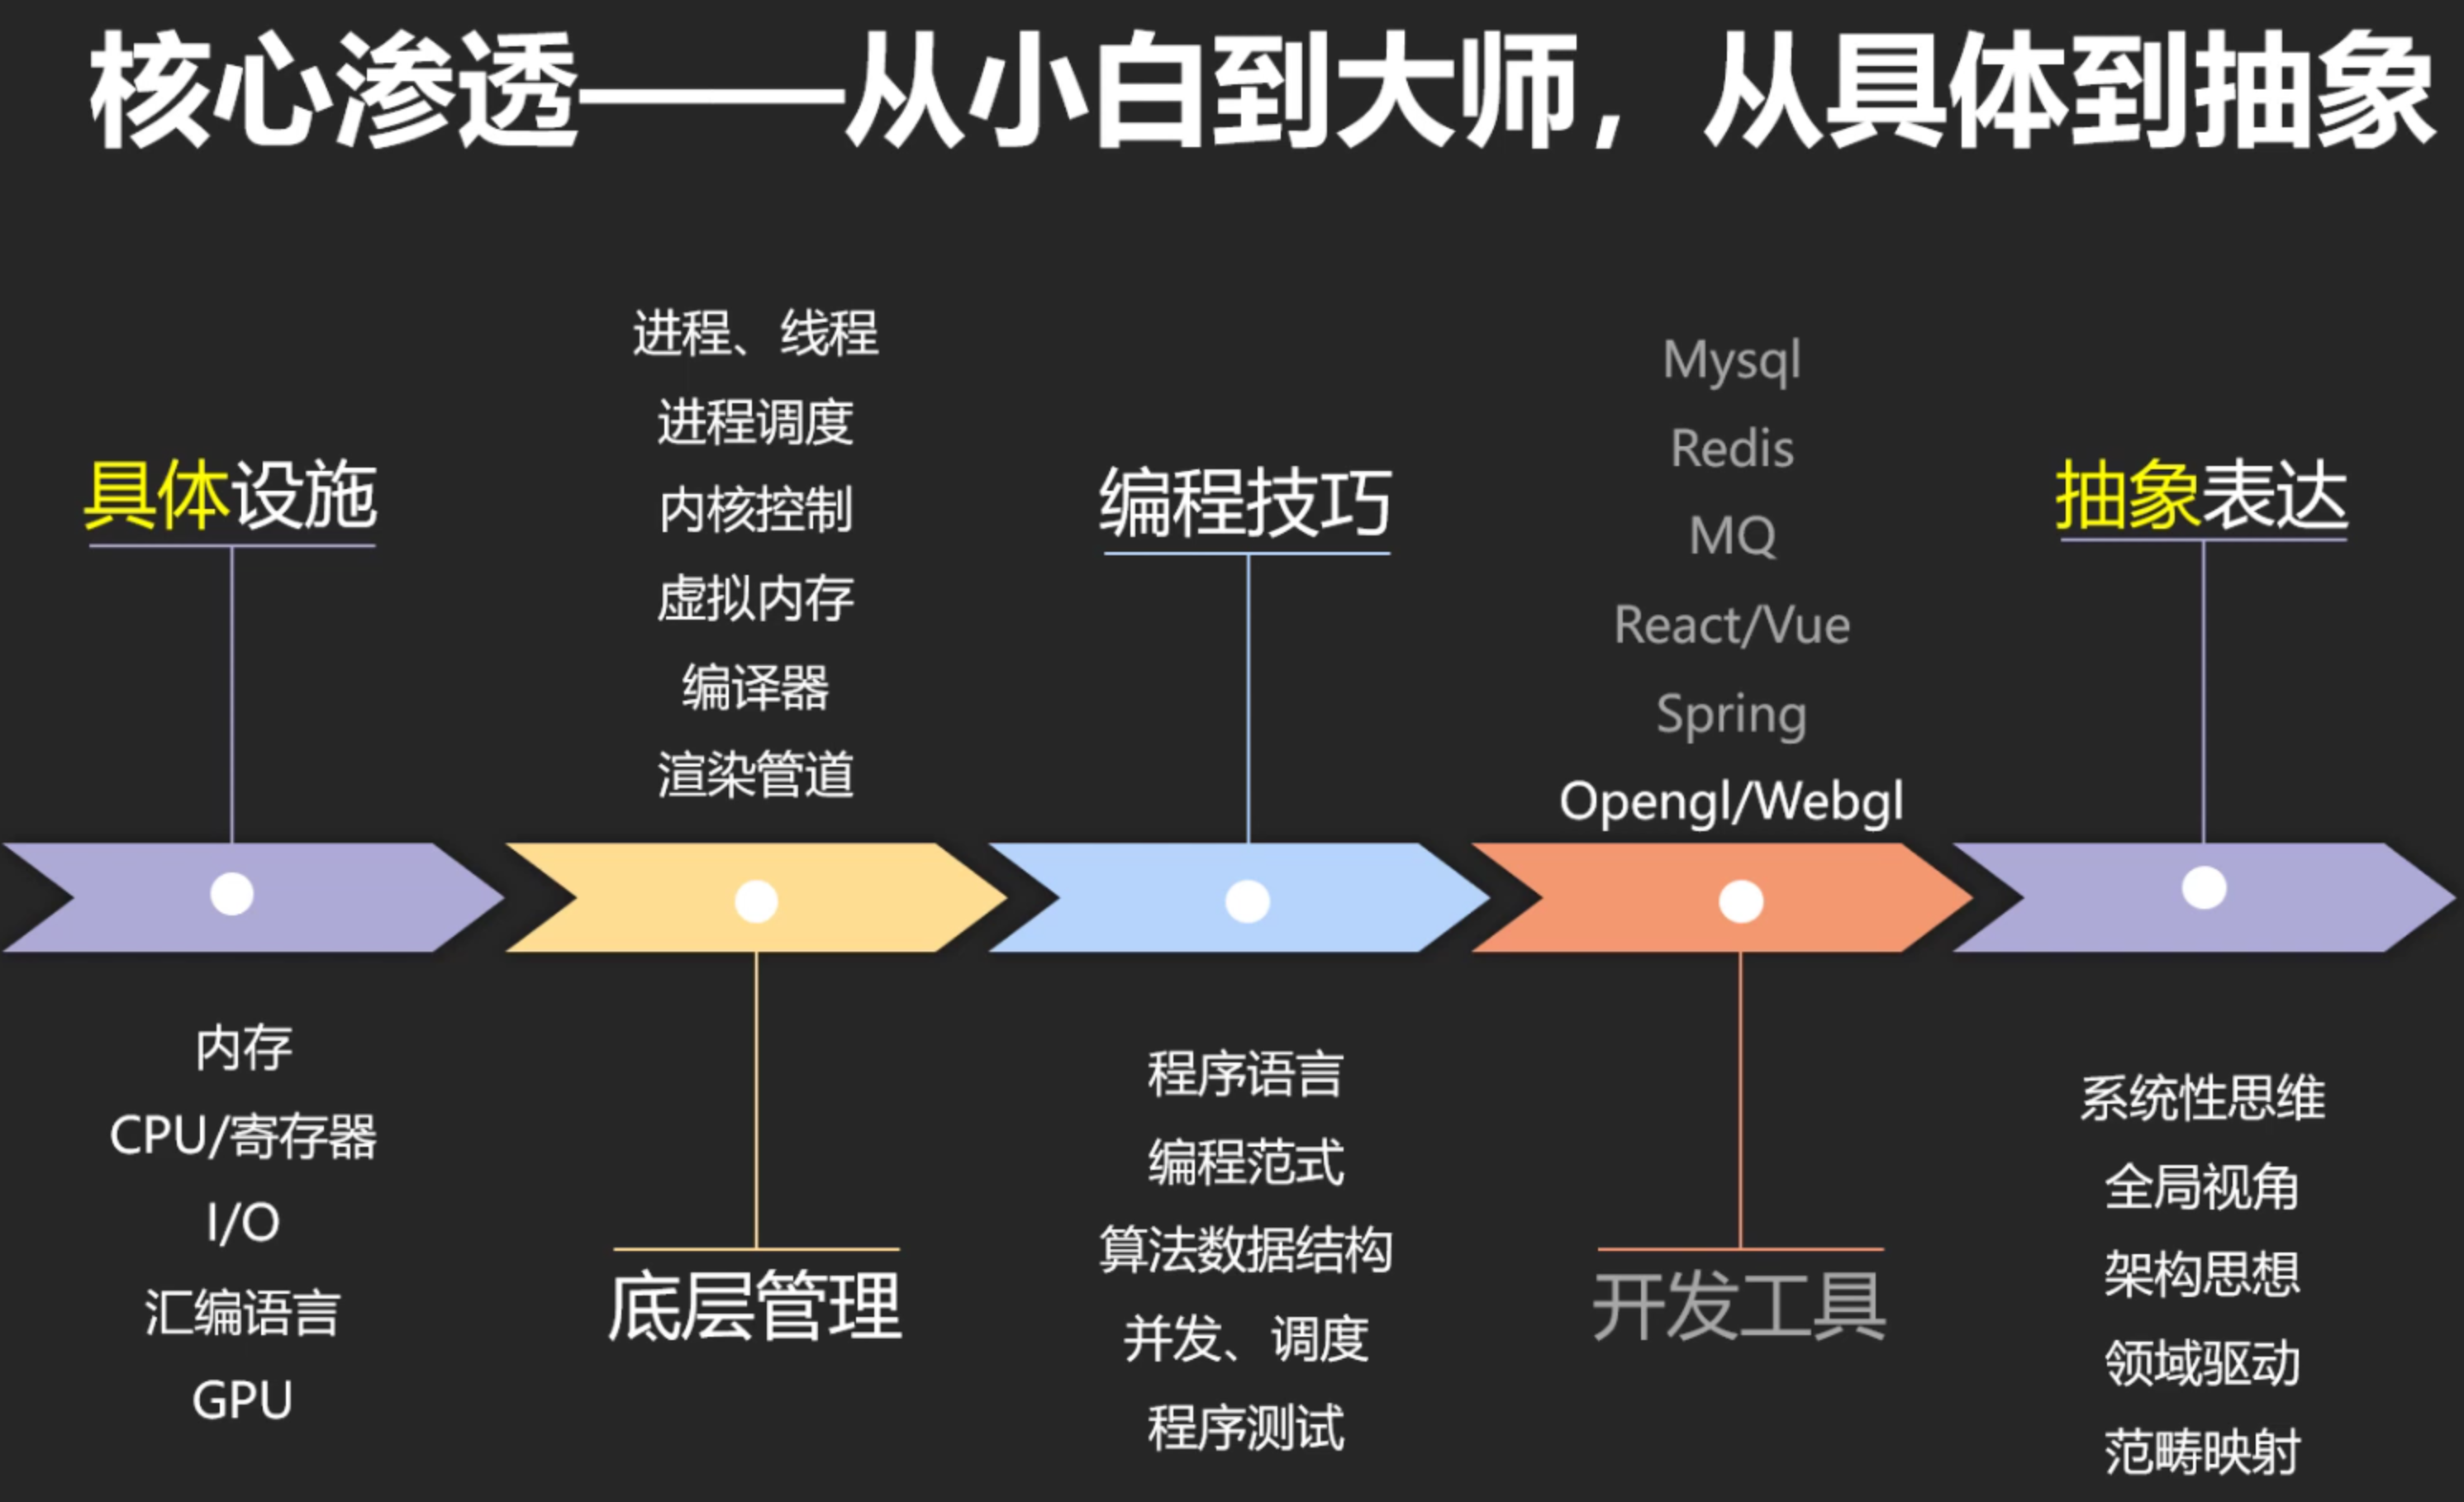 核心渗透——从小白到大师，从具体到抽象
具体设施
内存
CPU/寄存器
I/O
汇编语言
GPU
进程、线程
进程调度
内核控制
虚拟内存
编译器
渲染管道
底层管理
编程技巧
程序语言
编程范式
算法数据结构
并发、调度
程序测试
Mysql
Redis
MQ
React/Vue
Spring
Opengl/Webgl
开发工具
抽象表达
系统性思维
全局视角
架构思想
领域驱动
范畴映射